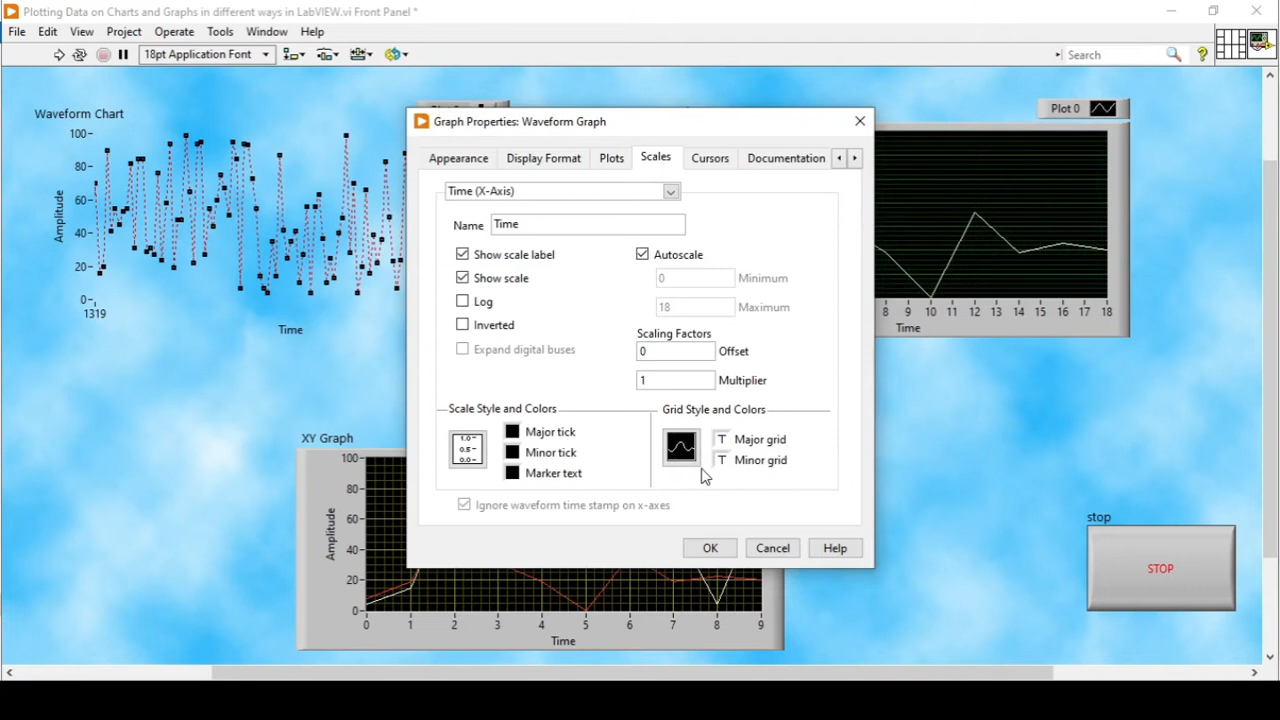 Plotting Data on Charts and Graphs in different ways in LabVIEW.vi Front Panel *
File Edit View Project Operate Tools Window Help
18pt Application Font
Search
?
Waveform Chart
100
80
60
40
20
0
Amplitude
1319
Time
Graph Properties: Waveform Graph
Appearance Display Format Plots Scales Cursors Documentation
Time (X-Axis)
Name Time
Show scale label
Show scale
Log
Inverted
Expand digital buses
Autoscale
0 Minimum
18 Maximum
Scaling Factors
0 Offset
1 Multiplier
Scale Style and Colors
1.0
0.5
0.0
Major tick
Minor tick
Marker text
Grid Style and Colors
T Major grid
T Minor grid
Ignore waveform time stamp on x-axes
OK Cancel Help
Plot 0
8 9 10 11 12 13 14 15 16 17 18
Time
XY Graph
100
80
60
40
20
0
Amplitude
0 1 2 3 4 5 6 7 8 9
Time
stop
STOP